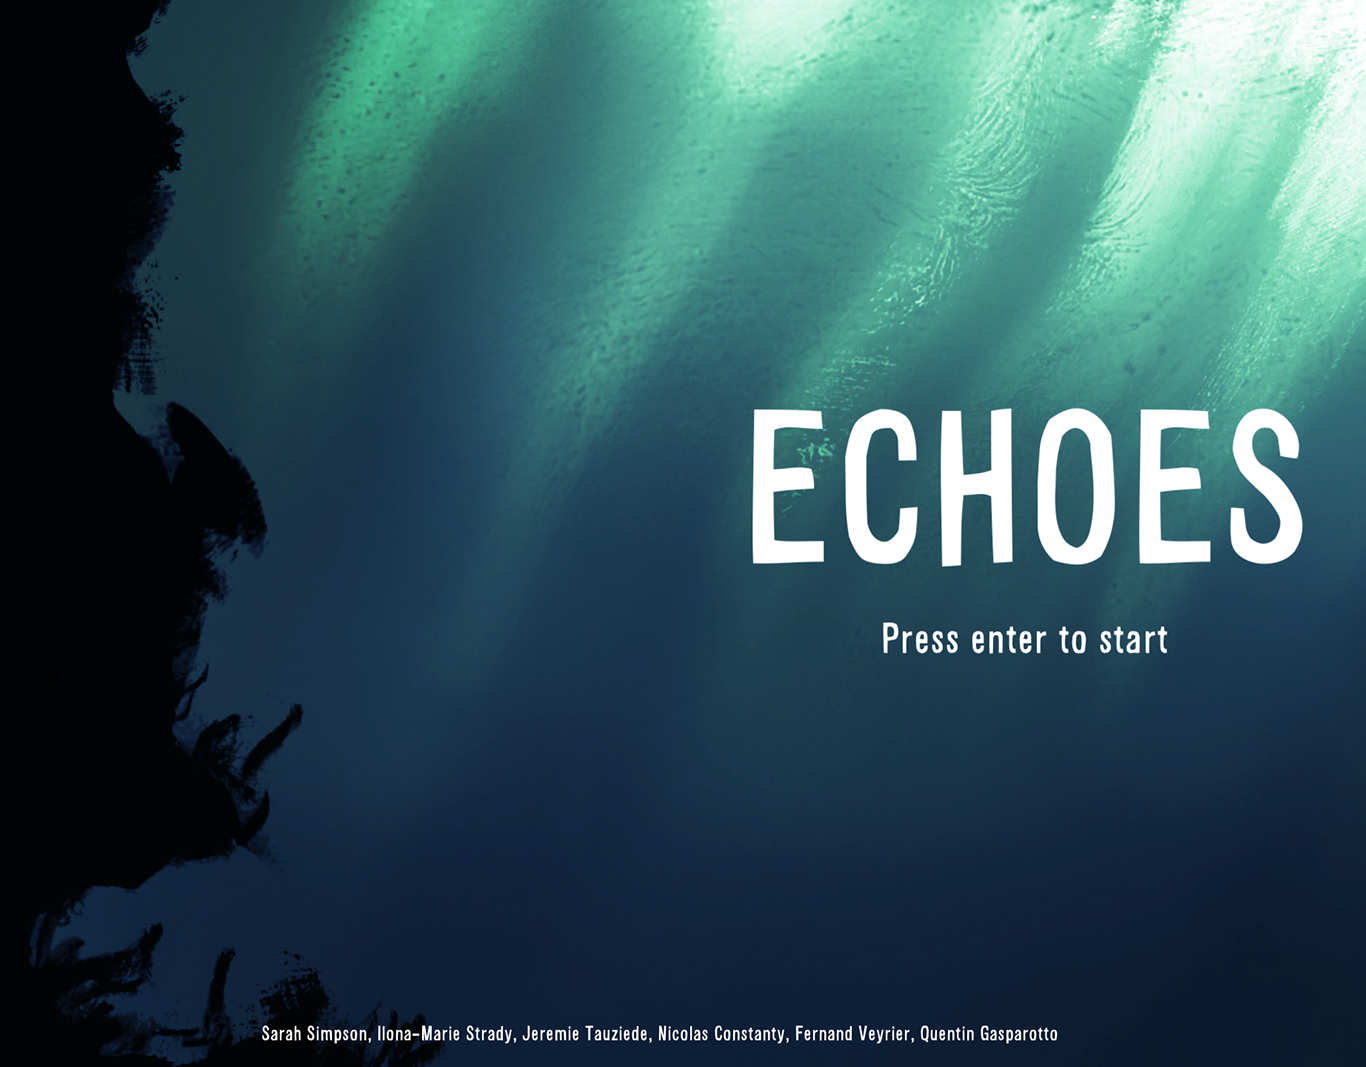 ECHOES
Press enter to start
Sarah Simpson, Ilona-Marie Strady, Jeremie Tauziede, Nicolas Constanty, Fernand Veyrier, Quentin Gasparotto